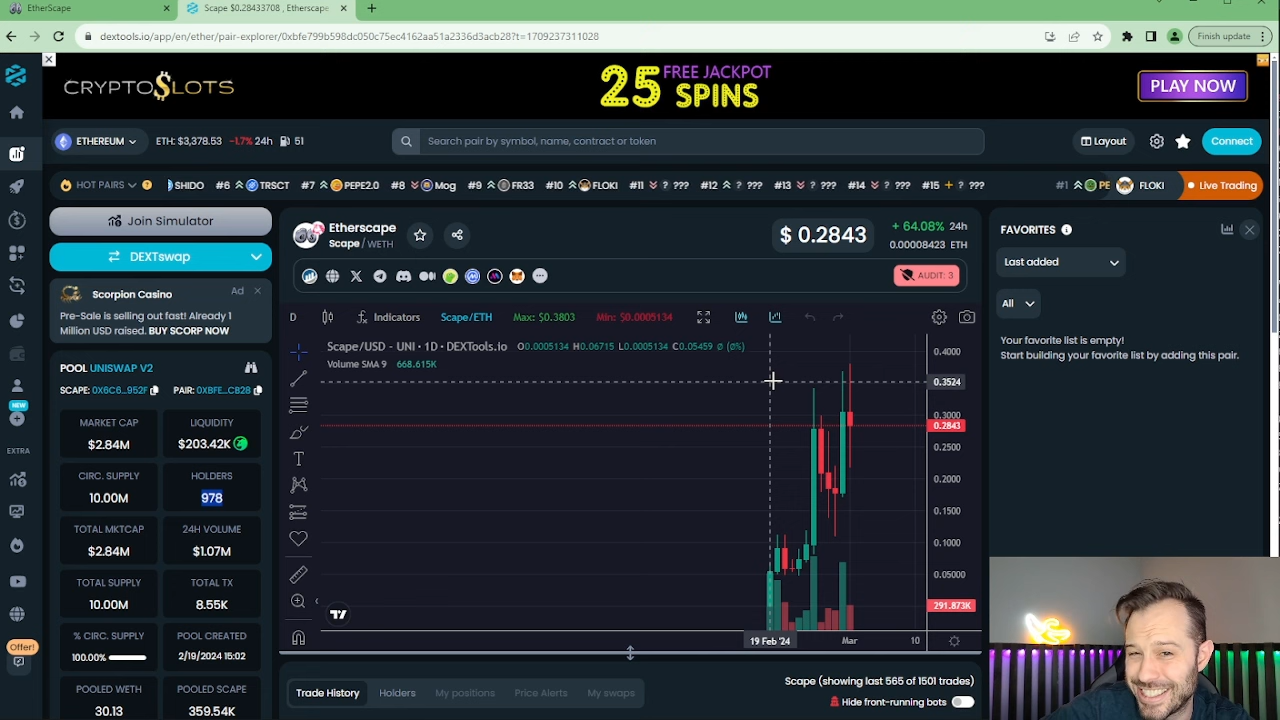 EtherScape
Scape $0.28433708 , Etherscape
dextools.io/app/en/ether/pair-explorer/0xbfe799b598dc050c75ec4162aa51a2336d3acb28?t=1709237311028
Finish update
CRYPTO$LOTS
25 FREE JACKPOT
SPINS
PLAY NOW
ETHEREUM
ETH: $3,378.53
-1.7% 24h
51
Search pair by symbol, name, contract or token
Layout
Connect
HOT PAIRS
SHIDO #6 TRSCT #7 PEPE2.0 #8 Mog #9 FR33 #10 FLOKI #11 ??? #12 ??? #13 ??? #14 ??? #15 ???
#1 PE
FLOKI
Live Trading
Join Simulator
DEXTswap
Scorpion Casino
Ad
Pre-Sale is selling out fast! Already 1
Million USD raised. BUY SCORP NOW
POOL UNISWAP V2
SCAPE: 0X6C6...952F
PAIR: 0XBFE...CB28
MARKET CAP
$2.84M
LIQUIDITY
$203.42K
CIRC. SUPPLY
10.00M
HOLDERS
978
TOTAL MKTCAP
$2.84M
24H VOLUME
$1.07M
TOTAL SUPPLY
10.00M
TOTAL TX
8.55K
% CIRC. SUPPLY
100.00%
POOL CREATED
2/19/2024 15:02
POOLED WETH
30.13
POOLED SCAPE
359.54K
EXTRA
NEW
Offer!
Etherscape
Scape / WETH
$ 0.2843
+ 64.08% 24h
0.00008423 ETH
AUDIT: 3
D
Indicators
Scape/ETH
Max: $0.3803
Min: $0.0005134
Scape/USD - UNI · 1D · DEXTools.io
O0.0005134 H0.06715 L0.0005134 C0.05459 ∅ (∅%)
Volume SMA 9 668.615K
0.4000
0.3524
0.3000
0.2843
0.2500
0.2000
0.1500
0.1000
0.05000
291.873K
19 Feb '24
Mar
10
Trade History
Holders
My positions
Price Alerts
My swaps
Scape (showing last 565 of 1501 trades)
Hide front-running bots
FAVORITES
Last added
All
Your favorite list is empty!
Start building your favorite list by adding this pair.